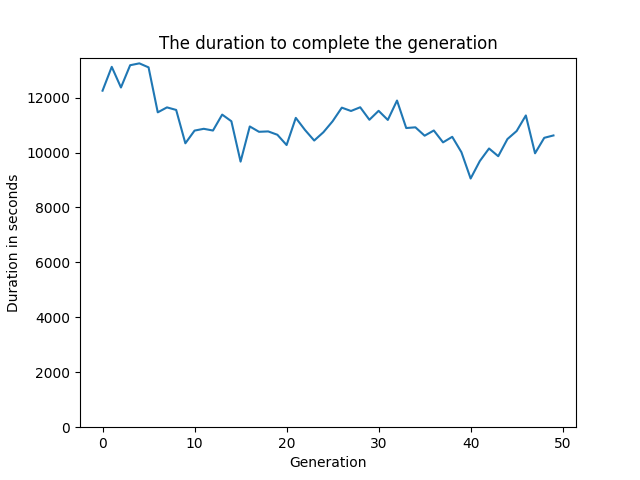 The duration to complete the generation
12000
10000
8000
6000
4000
2000
0
Duration in seconds
0 10 20 30 40 50
Generation